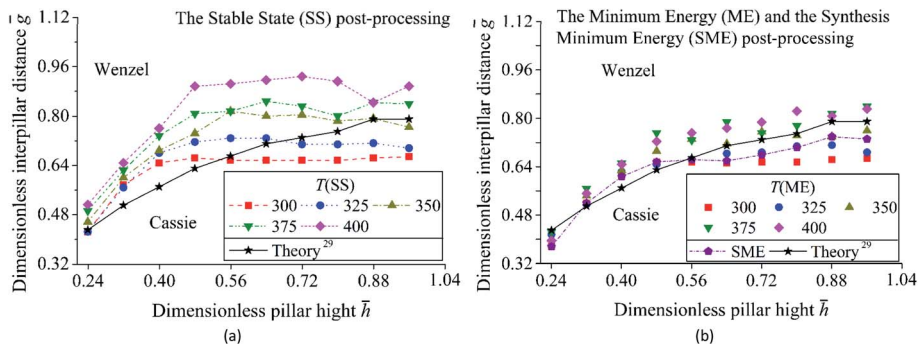 The Stable State (SS) post-processing
Wenzel
Cassie
T(SS)
300 325 350
375 400
Theory29
1.12
0.96
0.80
0.64
0.48
0.32
Dimensionless interpillar distance g̅
0.24 0.40 0.56 0.72 0.88 1.04
Dimensionless pillar hight h̅
(a)
The Minimum Energy (ME) and the Synthesis
Minimum Energy (SME) post-processing
Wenzel
Cassie
T(ME)
300 325 350
375 400
SME Theory29
1.12
0.96
0.80
0.64
0.48
0.32
Dimensionless interpillar distance g̅
0.24 0.40 0.56 0.72 0.88 1.04
Dimensionless pillar hight h̅
(b)